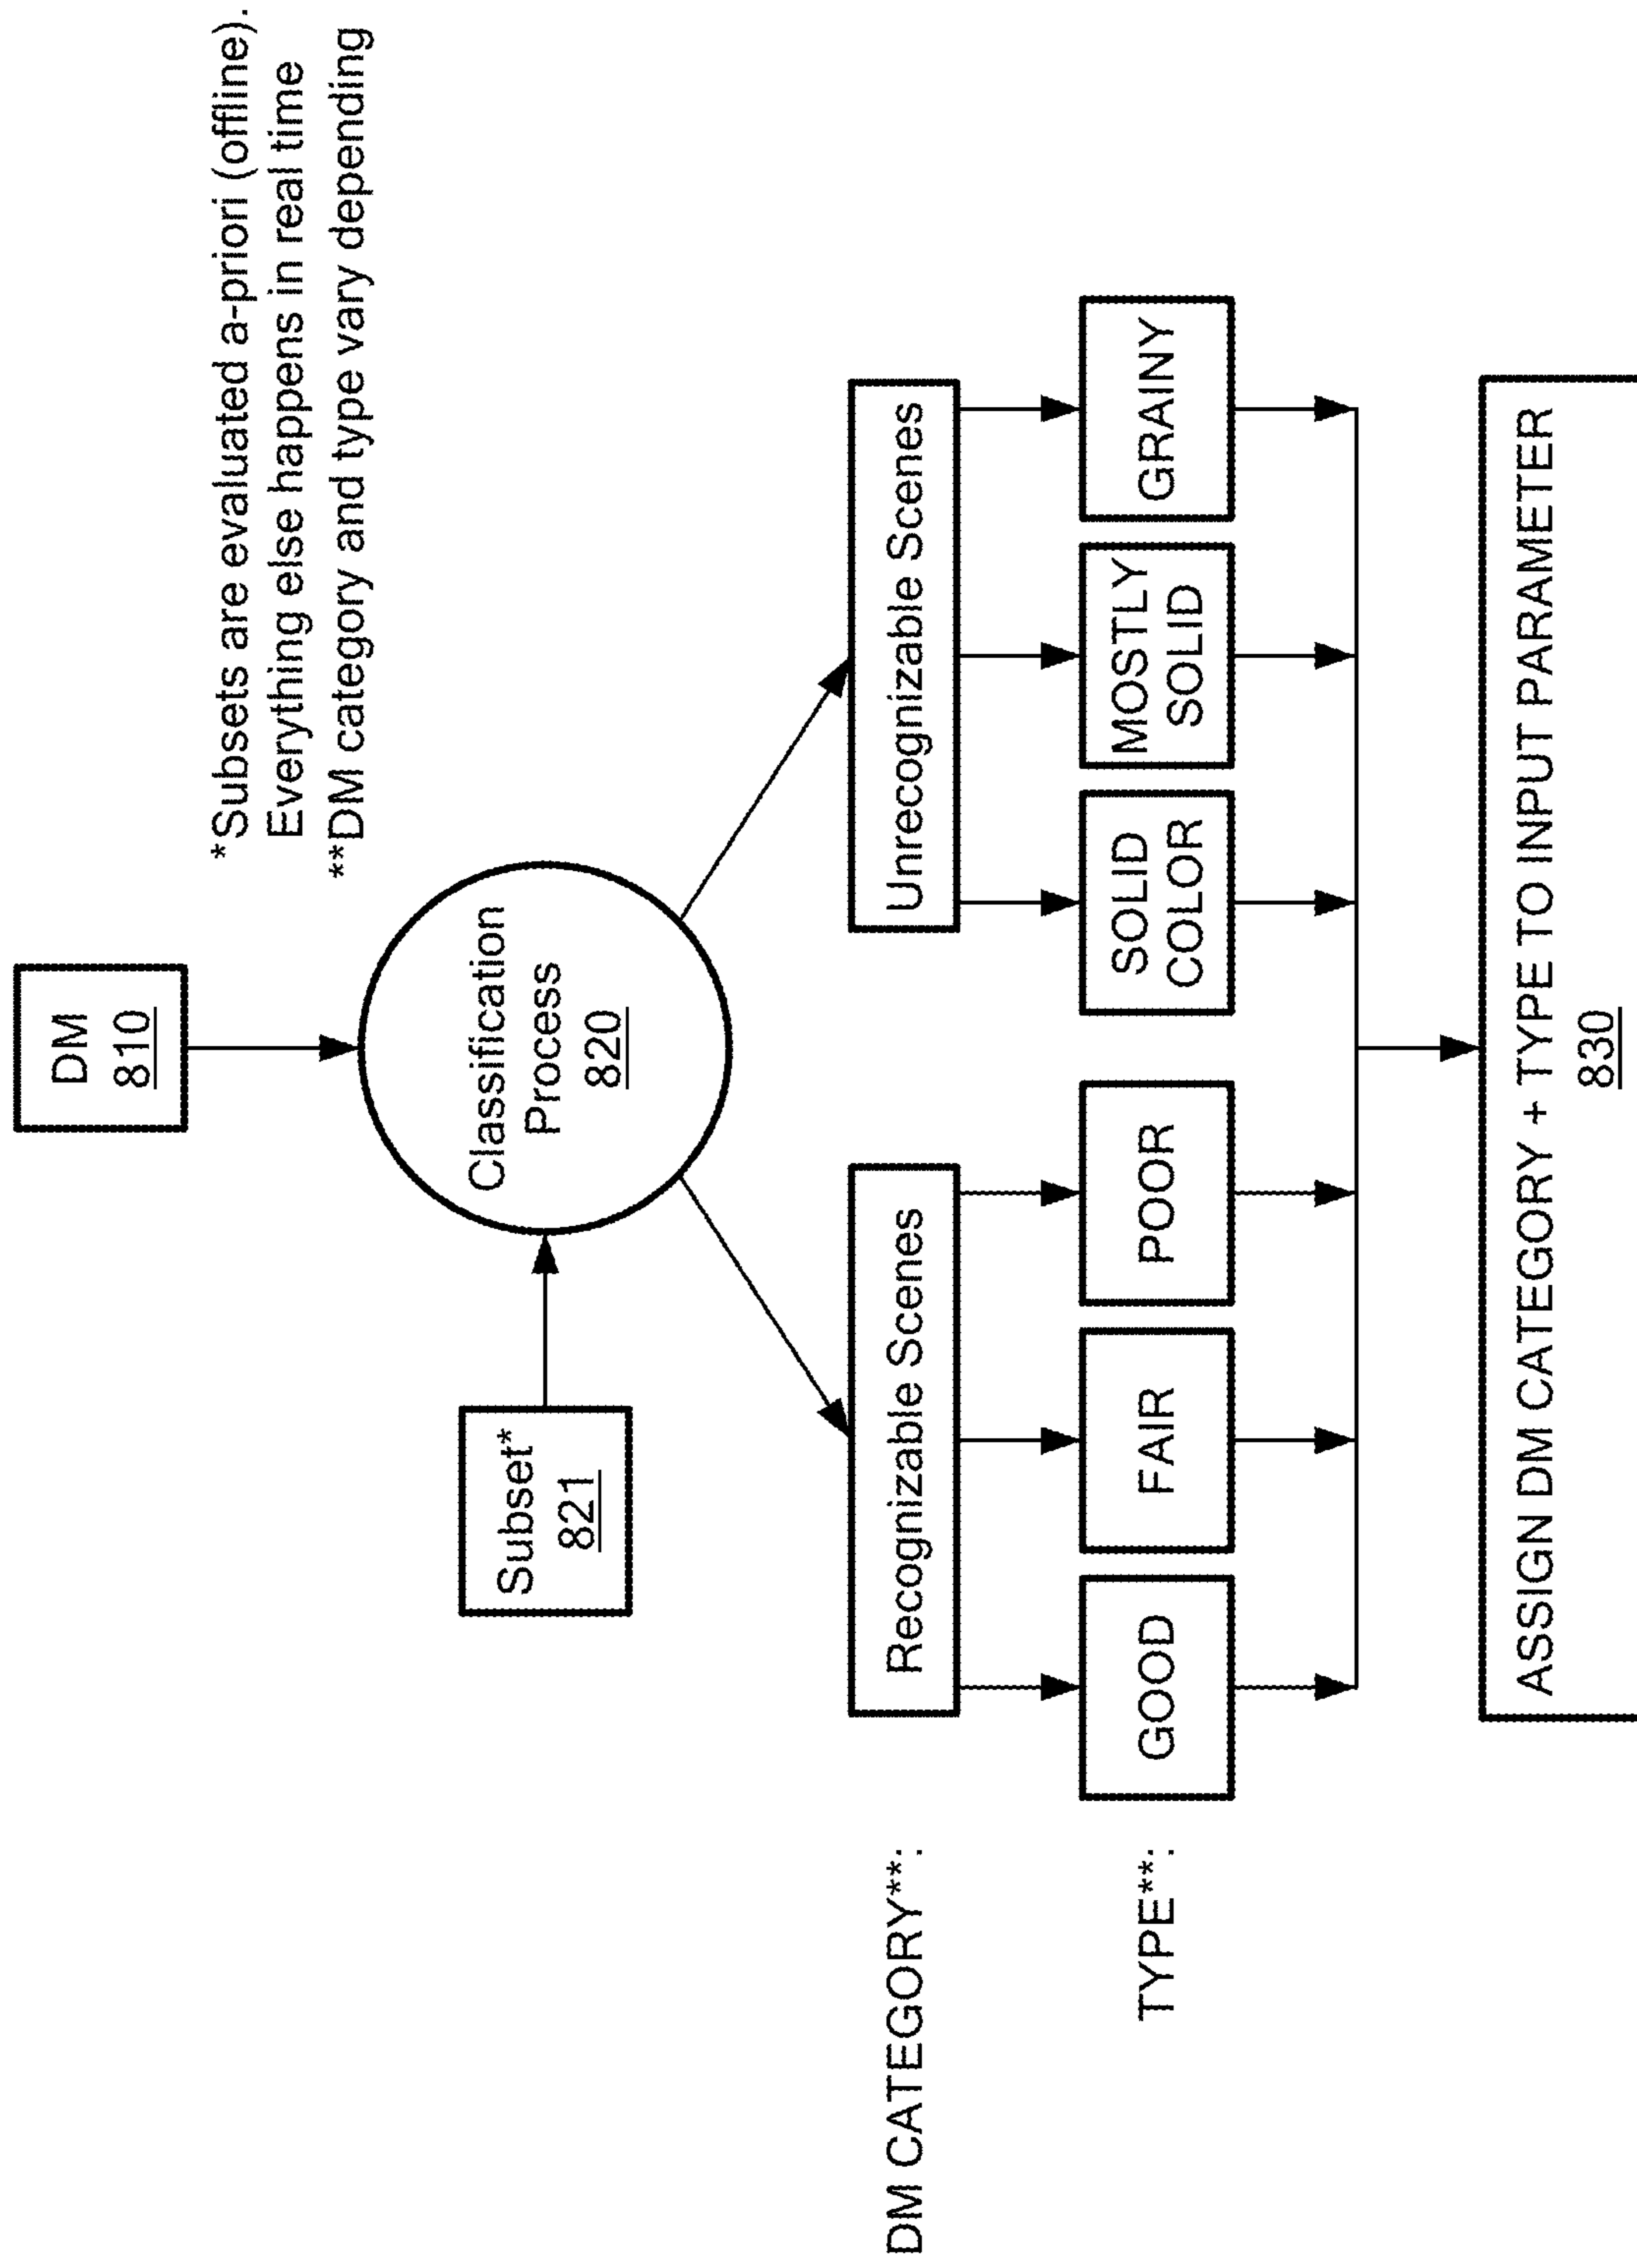 DM
810
*Subsets are evaluated a-priori (offline).
Everything else happens in real time
**DM category and type vary depending
Subset*
821
Classification
Process
820
DM CATEGORY**:
Recognizable Scenes
Unrecognizable Scenes
TYPE**:
GOOD
FAIR
POOR
SOLID
COLOR
MOSTLY
SOLID
GRAINY
ASSIGN DM CATEGORY + TYPE TO INPUT PARAMETER
830